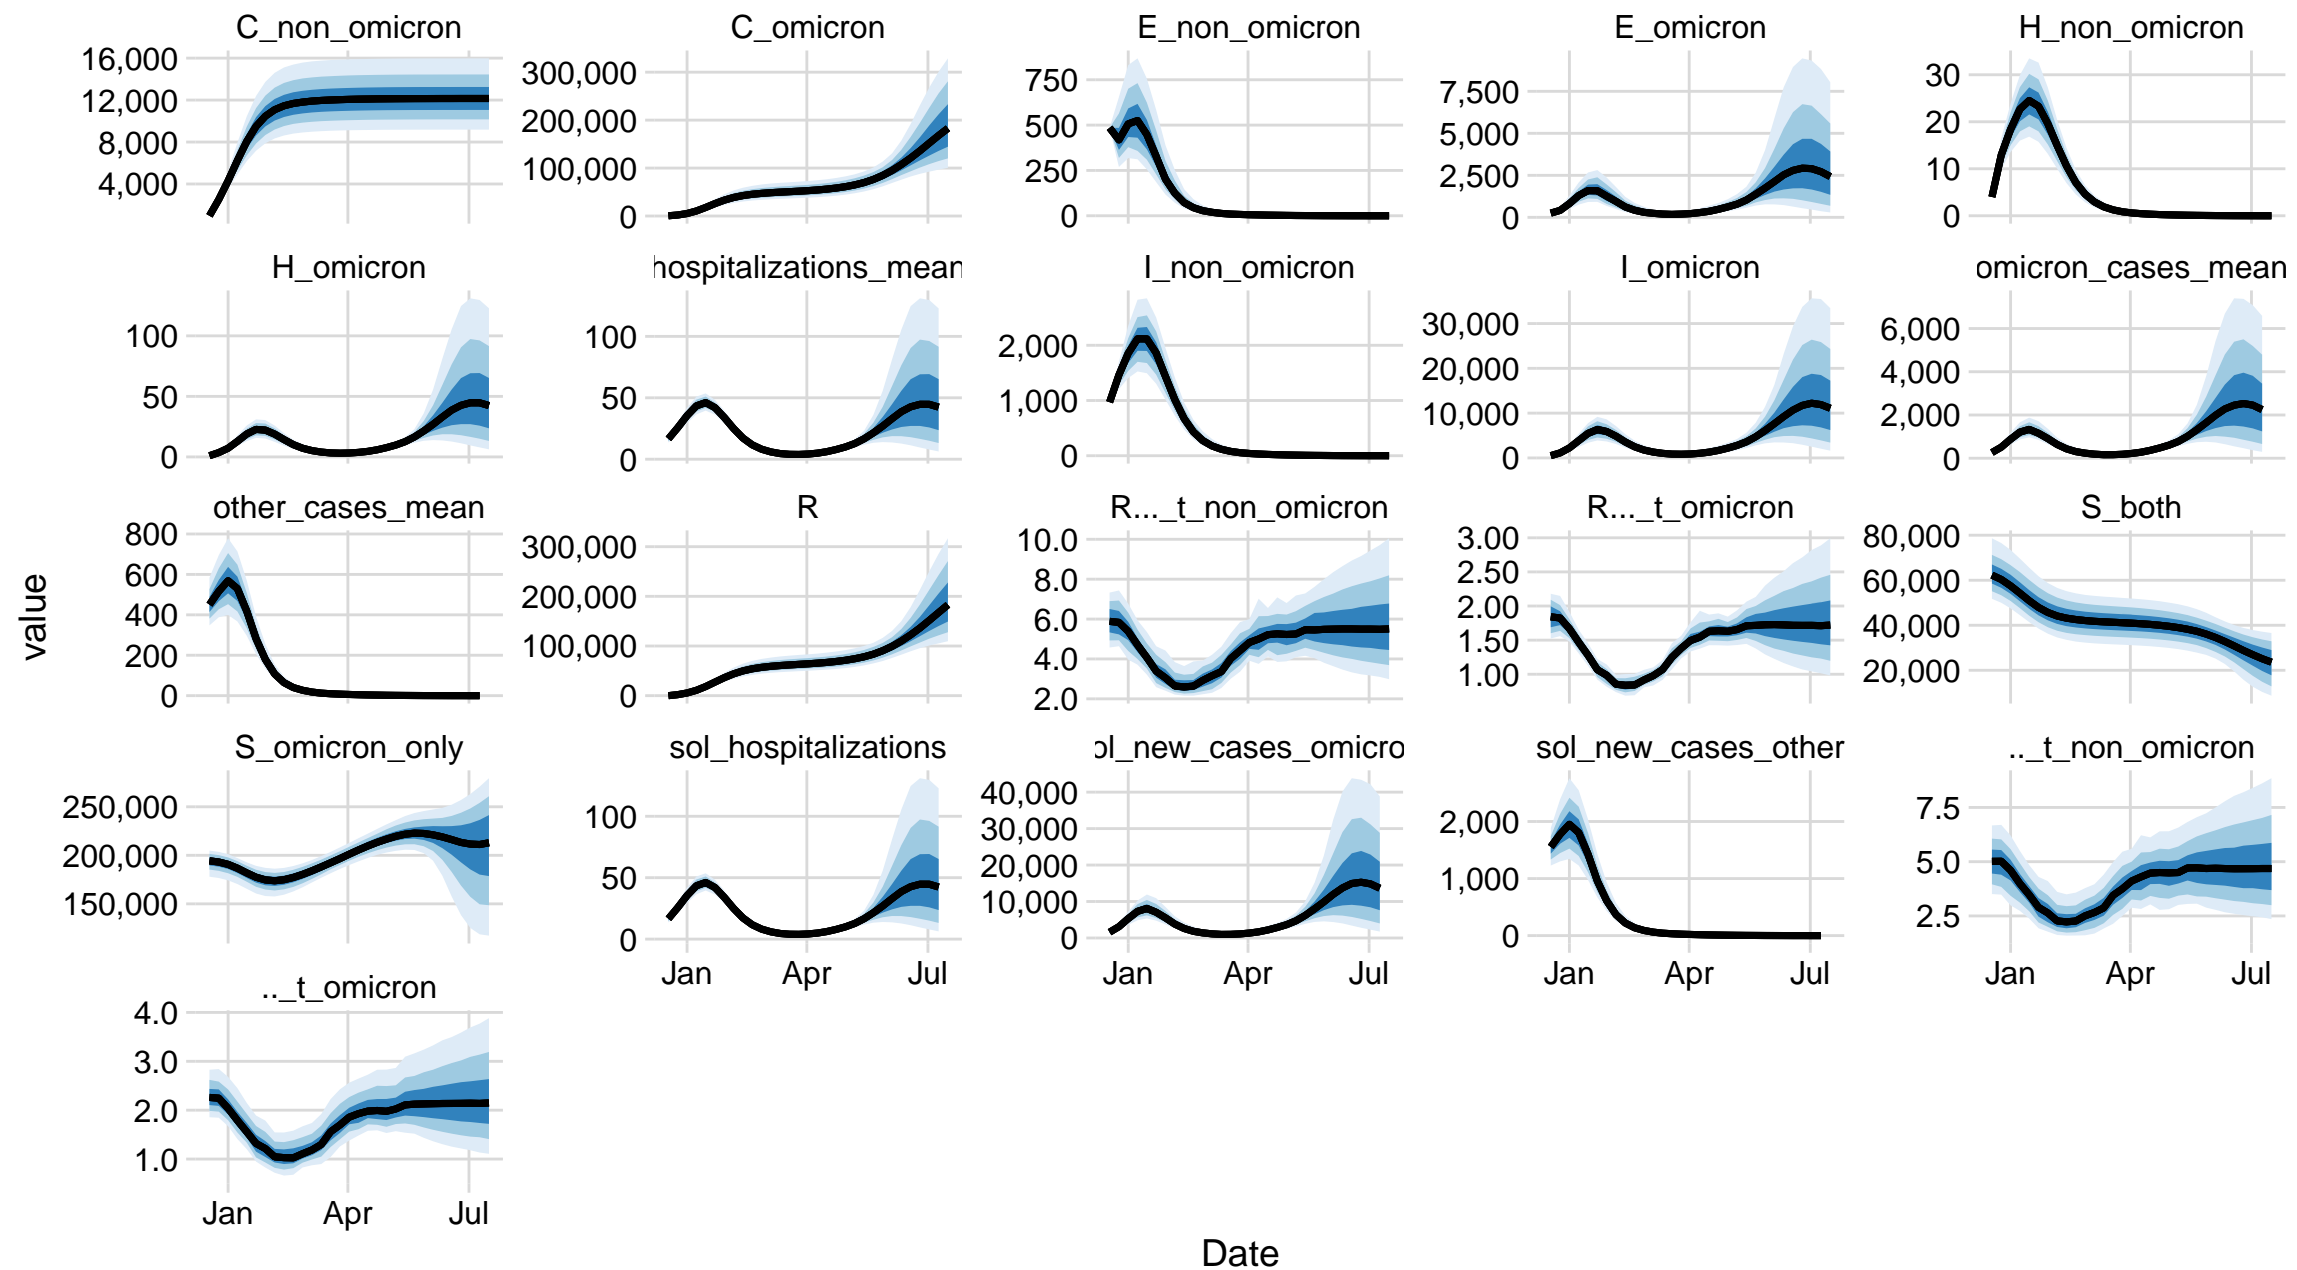 C_non_omicron C_omicron E_non_omicron E_omicron H_non_omicron
16,000 12,000 8,000 4,000
300,000 200,000 100,000 0
750 500 250 0
7,500 5,000 2,500 0
30 20 10 0
H_omicron hospitalizations_mean I_non_omicron I_omicron omicron_cases_mean
100 50 0
100 50 0
2,000 1,000 0
30,000 20,000 10,000 0
6,000 4,000 2,000 0
other_cases_mean R R..._t_non_omicron R..._t_omicron S_both
800 600 400 200 0
300,000 200,000 100,000 0
10.0 8.0 6.0 4.0 2.0
3.00 2.50 2.00 1.50 1.00
80,000 60,000 40,000 20,000
value
S_omicron_only sol_hospitalizations ol_new_cases_omicro sol_new_cases_other .._t_non_omicron
250,000 200,000 150,000
100 50 0
40,000 30,000 20,000 10,000 0
2,000 1,000 0
7.5 5.0 2.5
Jan Apr Jul Jan Apr Jul Jan Apr Jul Jan Apr Jul
.._t_omicron
4.0 3.0 2.0 1.0
Jan Apr Jul
Date